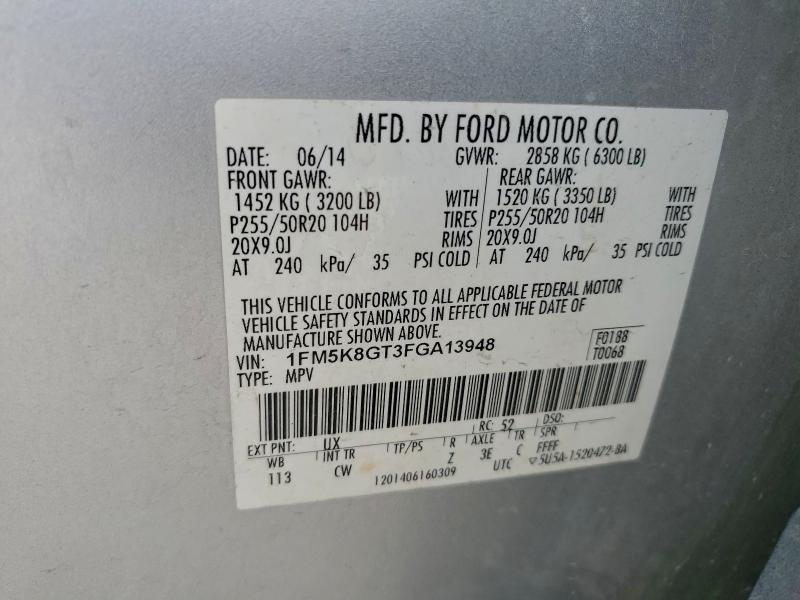 MFD. BY FORD MOTOR CO.
DATE: 06/14 GVWR: 2858 KG ( 6300 LB)
FRONT GAWR: REAR GAWR:
1452 KG ( 3200 LB) WITH 1520 KG ( 3350 LB) WITH
P255/50R20 104H TIRES P255/50R20 104H TIRES
20X9.0J RIMS 20X9.0J RIMS
AT 240 kPa/ 35 PSI COLD AT 240 kPa/ 35 PSI COLD
THIS VEHICLE CONFORMS TO ALL APPLICABLE FEDERAL MOTOR
VEHICLE SAFETY STANDARDS IN EFFECT ON THE DATE OF
MANUFACTURE SHOWN ABOVE.
VIN: 1FM5K8GT3FGA13948 F0188
TYPE: MPV T0068
EXT PNT: UX RC: 52 DSO:
WB INT TR TP/PS R AXLE TR SPR
113 CW Z 3E C FFFF
1201406160309 UTC ▽5U5A-1520472-BA